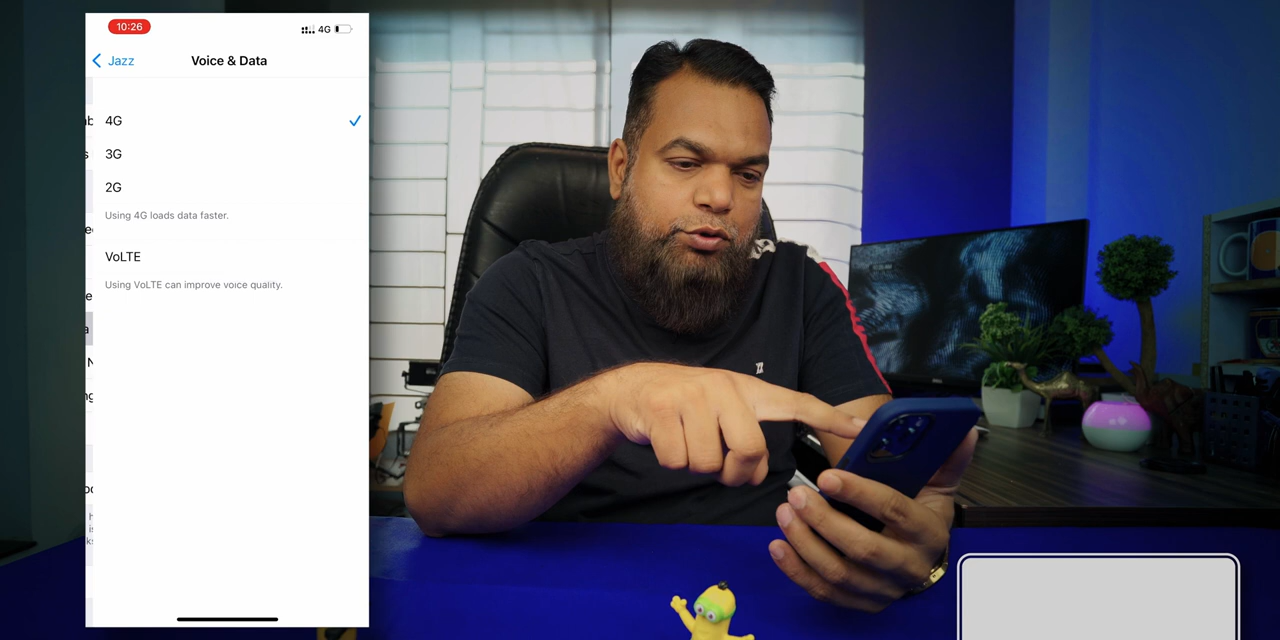 10:26
4G
Jazz
Voice & Data
4G
3G
2G
Using 4G loads data faster.
VoLTE
Using VoLTE can improve voice quality.